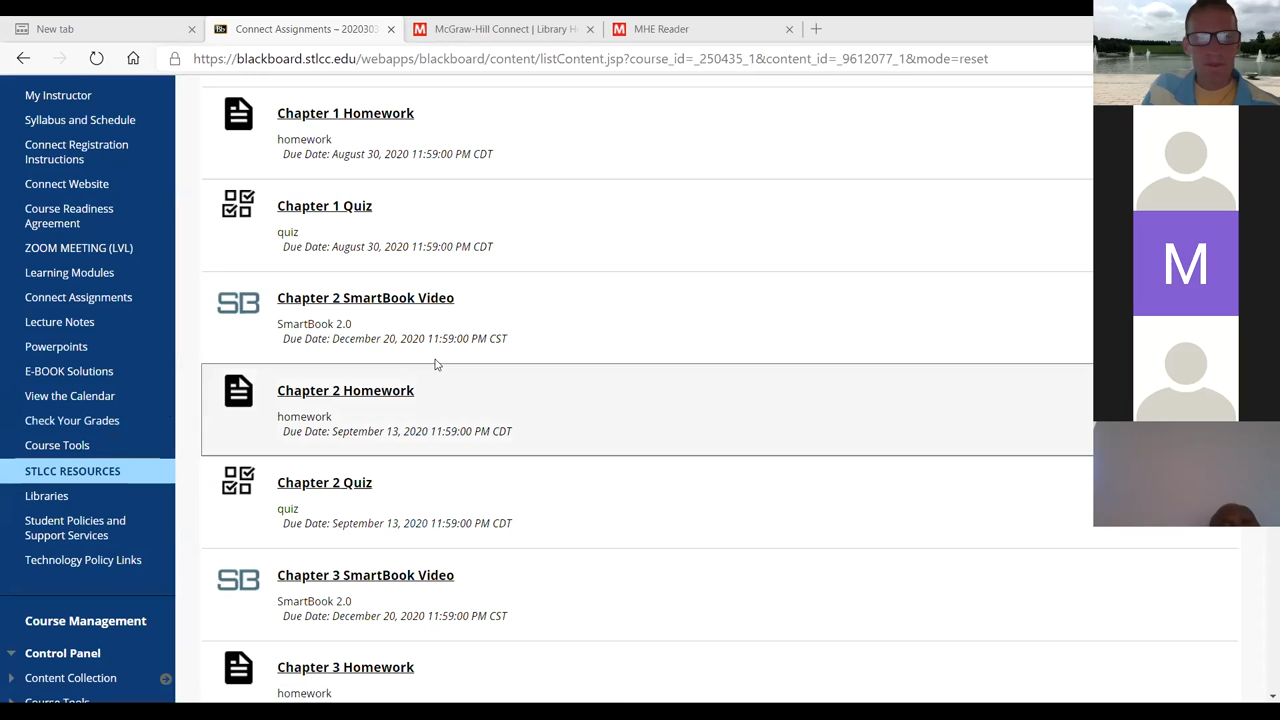 New tab
Connect Assignments – 2020303
McGraw-Hill Connect | Library H
MHE Reader
https://blackboard.stlcc.edu/webapps
rd/content/listContent.jsp?course_id=_250435_1&content_id=_9612077_1&mode=reset
My Instructor
Syllabus and Schedule
Connect Registration
Instructions
Connect Website
Course Readiness
Agreement
ZOOM MEETING (LVL)
Learning Modules
Connect Assignments
Lecture Notes
Powerpoints
E-BOOK Solutions
View the Calendar
Check Your Grades
Course Tools
STLCC RESOURCES
Libraries
Student Policies and
Support Services
Technology Policy Links
Course Management
Control Panel
Content Collection
Course Tools
Chapter 1 Homework
homework
Due Date: August 30, 2020 11:59:00 PM CDT
Chapter 1 Quiz
quiz
Due Date: August 30, 2020 11:59:00 PM CDT
SB
Chapter 2 SmartBook Video
SmartBook 2.0
Due Date: December 20, 2020 11:59:00 PM CST
Chapter 2 Homework
homework
Due Date: September 13, 2020 11:59:00 PM CDT
Chapter 2 Quiz
quiz
Due Date: September 13, 2020 11:59:00 PM CDT
SB
Chapter 3 SmartBook Video
SmartBook 2.0
Due Date: December 20, 2020 11:59:00 PM CST
Chapter 3 Homework
homework
M